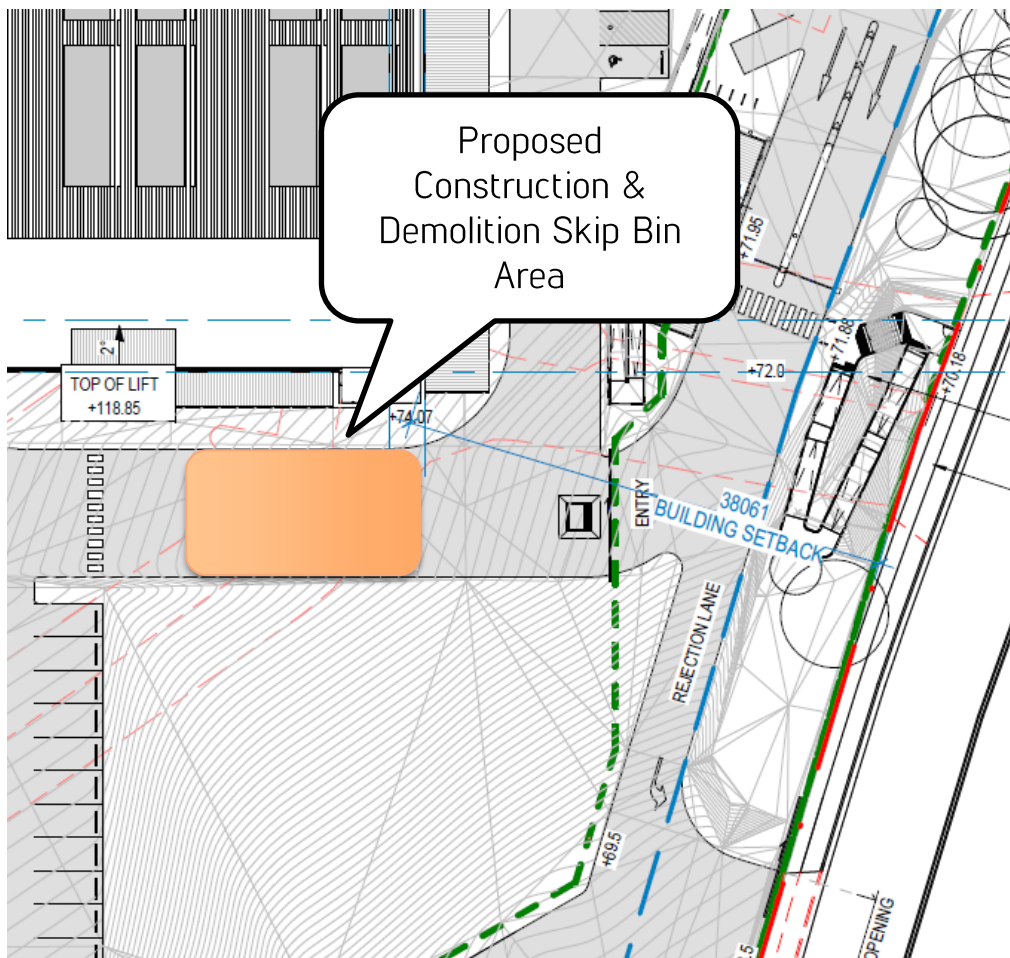 Proposed
Construction &
Demolition Skip Bin
Area
+71.95
2°
+71.88
TOP OF LIFT
+118.85
+72.0
+70.18
+74.07
ENTRY
38061
BUILDING SETBACK
REJECTION LANE
+69.5
OPENING